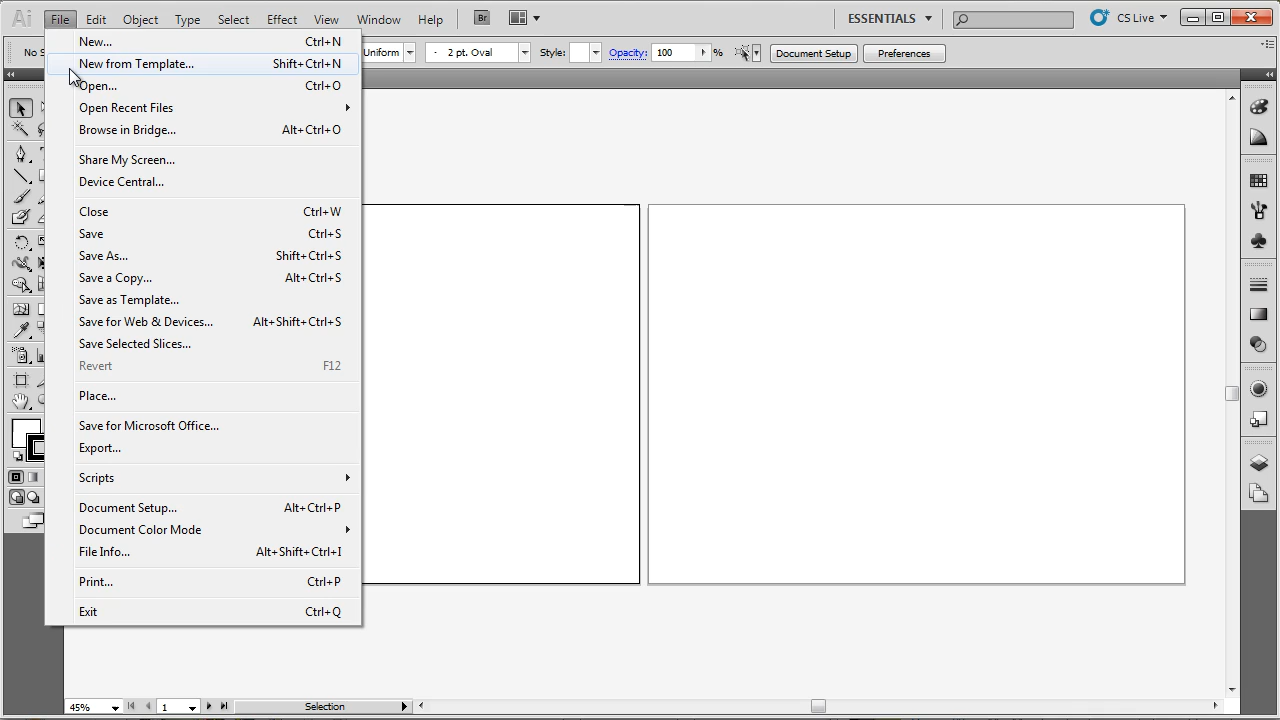 Ai File Edit Object Type Select Effect View Window Help Br ESSENTIALS CS Live
No S Uniform - 2 pt. Oval Style: Opacity: 100 % Document Setup Preferences
New... Ctrl+N
New from Template... Shift+Ctrl+N
Open... Ctrl+O
Open Recent Files
Browse in Bridge... Alt+Ctrl+O
Share My Screen...
Device Central...
Close Ctrl+W
Save Ctrl+S
Save As... Shift+Ctrl+S
Save a Copy... Alt+Ctrl+S
Save as Template...
Save for Web & Devices... Alt+Shift+Ctrl+S
Save Selected Slices...
Revert F12
Place...
Save for Microsoft Office...
Export...
Scripts
Document Setup... Alt+Ctrl+P
Document Color Mode
File Info... Alt+Shift+Ctrl+I
Print... Ctrl+P
Exit Ctrl+Q
45% 1 Selection